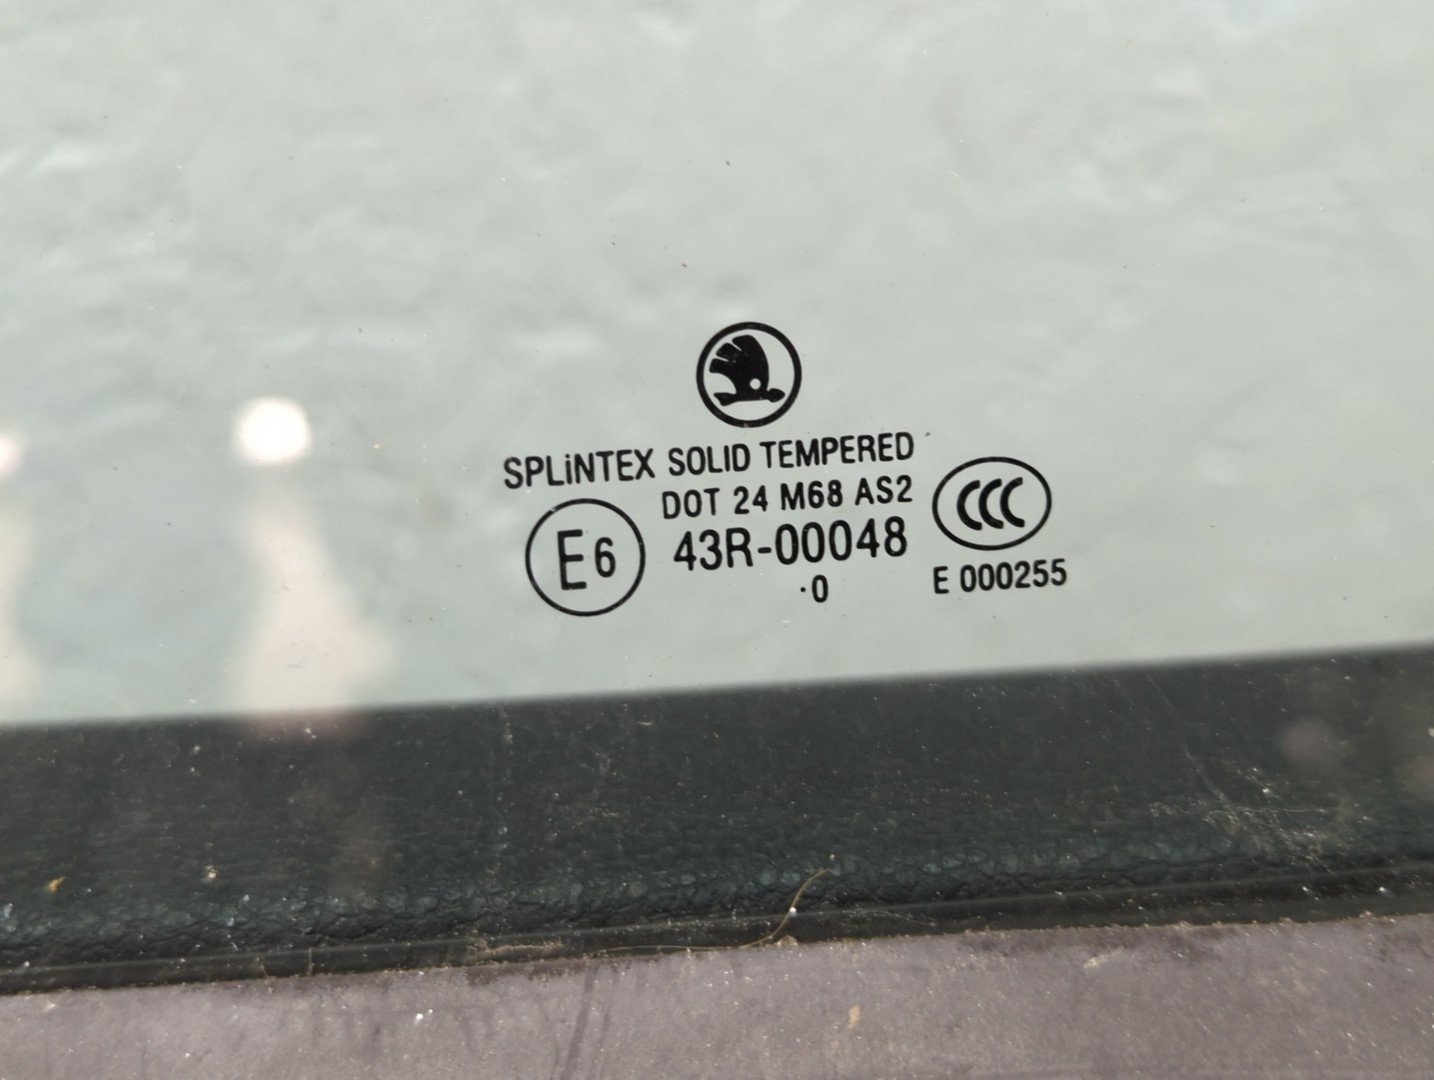 SPLiNTEX SOLID TEMPERED
DOT 24 M68 AS2
E6
43R-00048
.0
CCC
E 000255